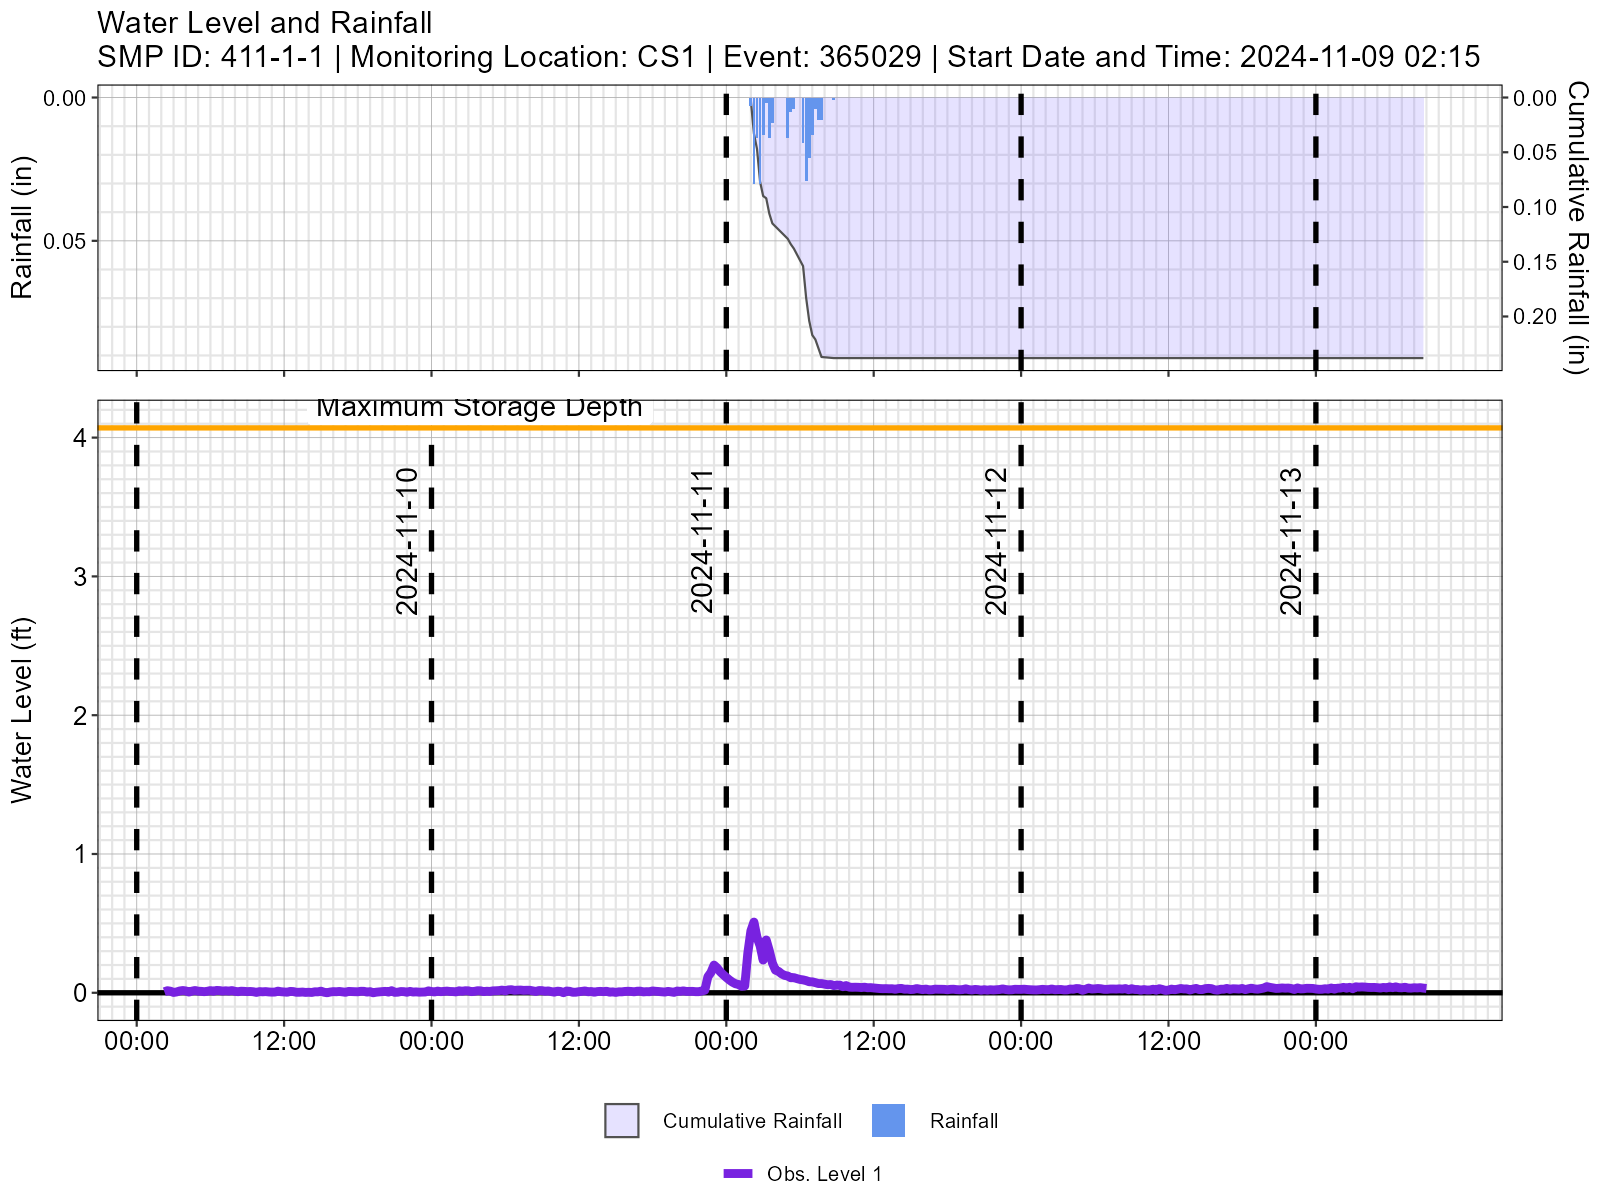 Water Level and Rainfall
SMP ID: 411-1-1 | Monitoring Location: CS1 | Event: 365029 | Start Date and Time: 2024-11-09 02:15
Rainfall (in)
0.00
0.05
0.00
0.05
0.10
0.15
0.20
Cumulative Rainfall (in)
Maximum Storage Depth
Water Level (ft)
4
3
2
1
0
2024-11-10
2024-11-11
2024-11-12
2024-11-13
00:00 12:00 00:00 12:00 00:00 12:00 00:00 12:00 00:00
Cumulative Rainfall
Rainfall
Obs. Level 1